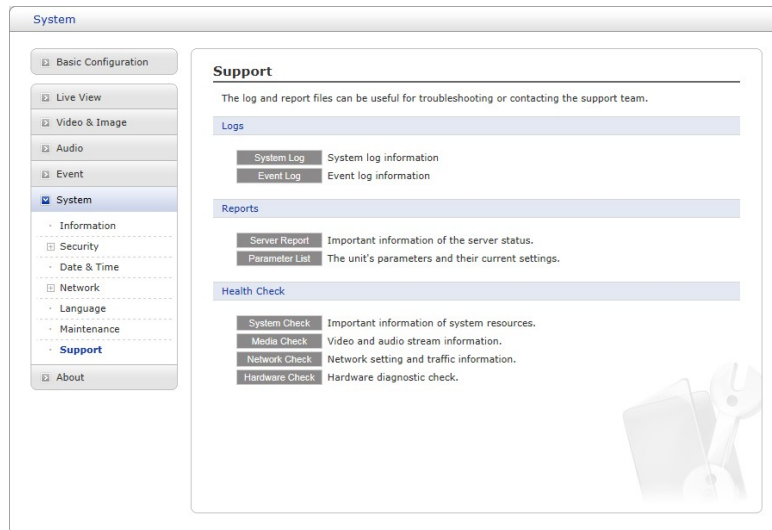 System
Basic Configuration
Live View
Video & Image
Audio
Event
System
Information
Security
Date & Time
Network
Language
Maintenance
Support
About
Support
The log and report files can be useful for troubleshooting or contacting the support team.
Logs
System Log System log information
Event Log Event log information
Reports
Server Report Important information of the server status.
Parameter List The unit's parameters and their current settings.
Health Check
System Check Important information of system resources.
Media Check Video and audio stream information.
Network Check Network setting and traffic information.
Hardware Check Hardware diagnostic check.